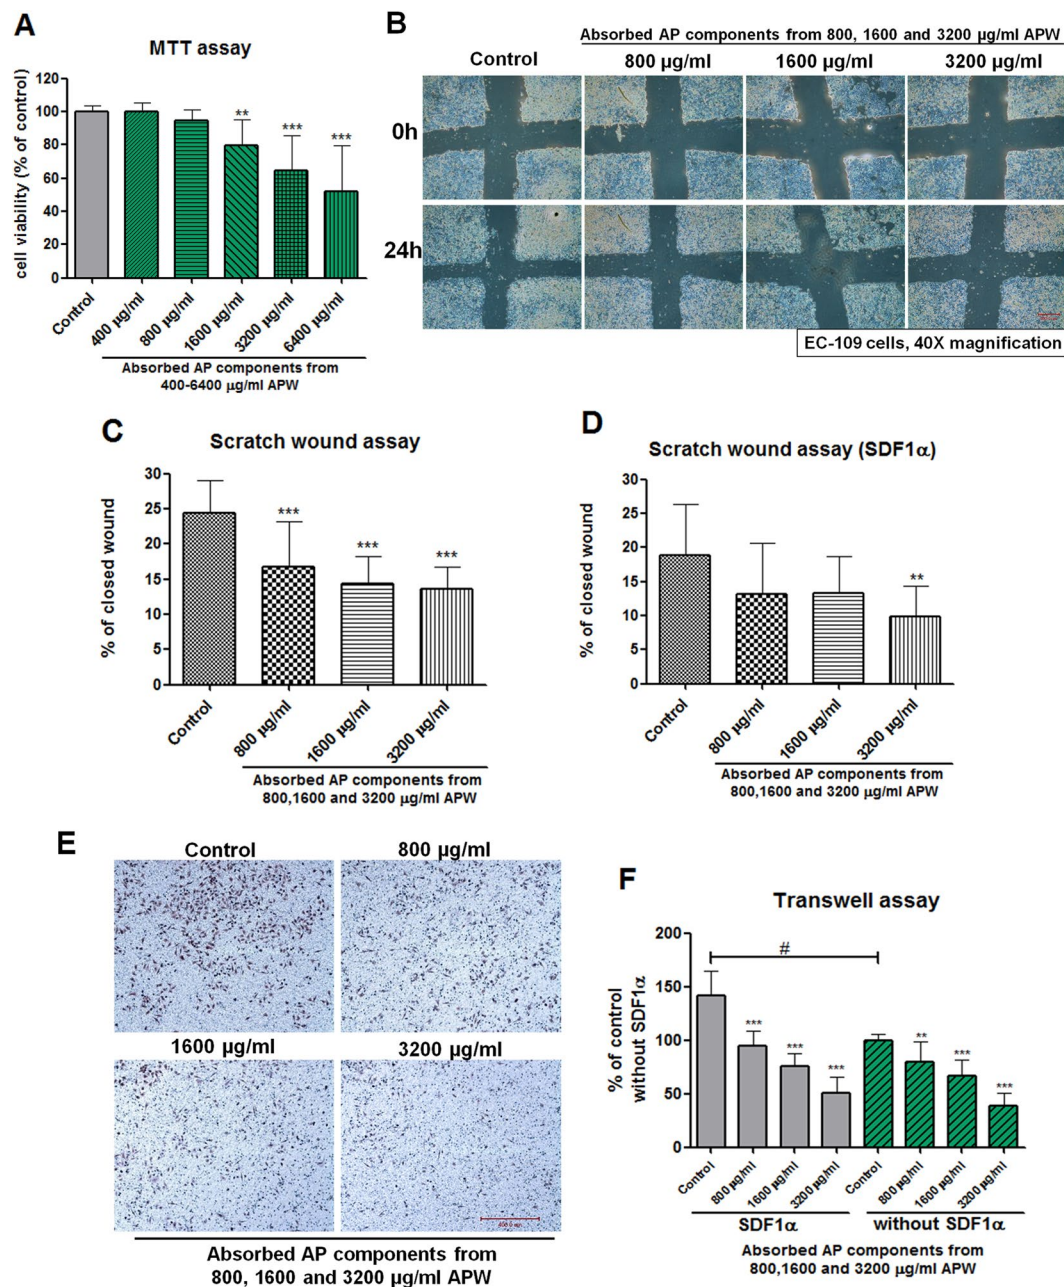 A
MTT assay
cell viability (% of control)
120
100
80
60
40
20
0
**
***
***
Control
400 µg/ml
800 µg/ml
1600 µg/ml
3200 µg/ml
6400 µg/ml
Absorbed AP components from
400-6400 µg/ml APW
B
Absorbed AP components from 800, 1600 and 3200 µg/ml APW
Control
800 µg/ml
1600 µg/ml
3200 µg/ml
0h
24h
EC-109 cells, 40X magnification
C
Scratch wound assay
% of closed wound
30
25
20
15
10
5
0
***
***
***
Control
800 µg/ml
1600 µg/ml
3200 µg/ml
Absorbed AP components from
800,1600 and 3200 µg/ml APW
D
Scratch wound assay (SDF1α)
% of closed wound
30
25
20
15
10
5
0
**
Control
800 µg/ml
1600 µg/ml
3200 µg/ml
Absorbed AP components from
800,1600 and 3200 µg/ml APW
E
Control
800 µg/ml
1600 µg/ml
3200 µg/ml
Absorbed AP components from
800, 1600 and 3200 µg/ml APW
F
Transwell assay
% of control
without SDF1α
200
150
100
50
0
#
***
***
***
**
***
***
Control
800 µg/ml
1600 µg/ml
3200 µg/ml
Control
800 µg/ml
1600 µg/ml
3200 µg/ml
SDF1α
without SDF1α
Absorbed AP components from
800,1600 and 3200 µg/ml APW